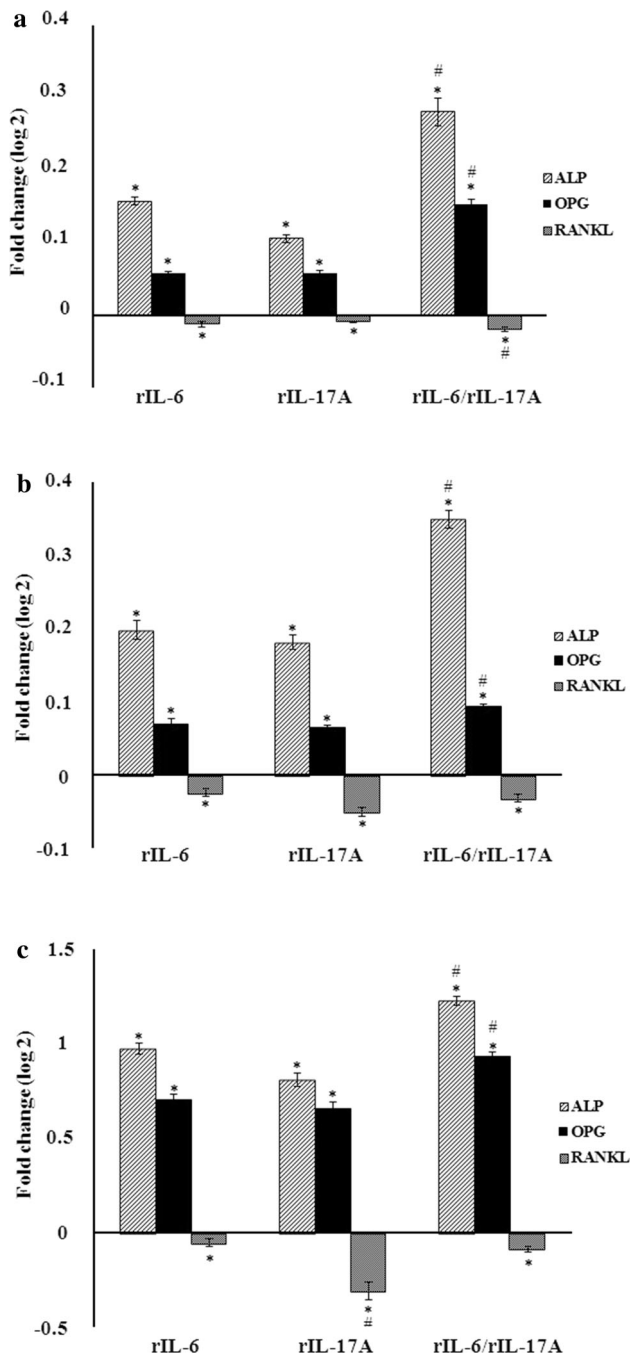 a
0.4
0.3
0.2
0.1
0
-0.1
Fold change (log 2)
* * *
* * *
# * # *
* #
ALP
OPG
RANKL
rIL-6 rIL-17A rIL-6/rIL-17A
b
0.4
0.3
0.2
0.1
0
-0.1
Fold change (log 2)
* * *
* * *
# * # *
*
ALP
OPG
RANKL
rIL-6 rIL-17A rIL-6/rIL-17A
c
1.5
1
0.5
0
-0.5
Fold change (log 2)
* * *
* * * #
# * # *
*
ALP
OPG
RANKL
rIL-6 rIL-17A rIL-6/rIL-17A